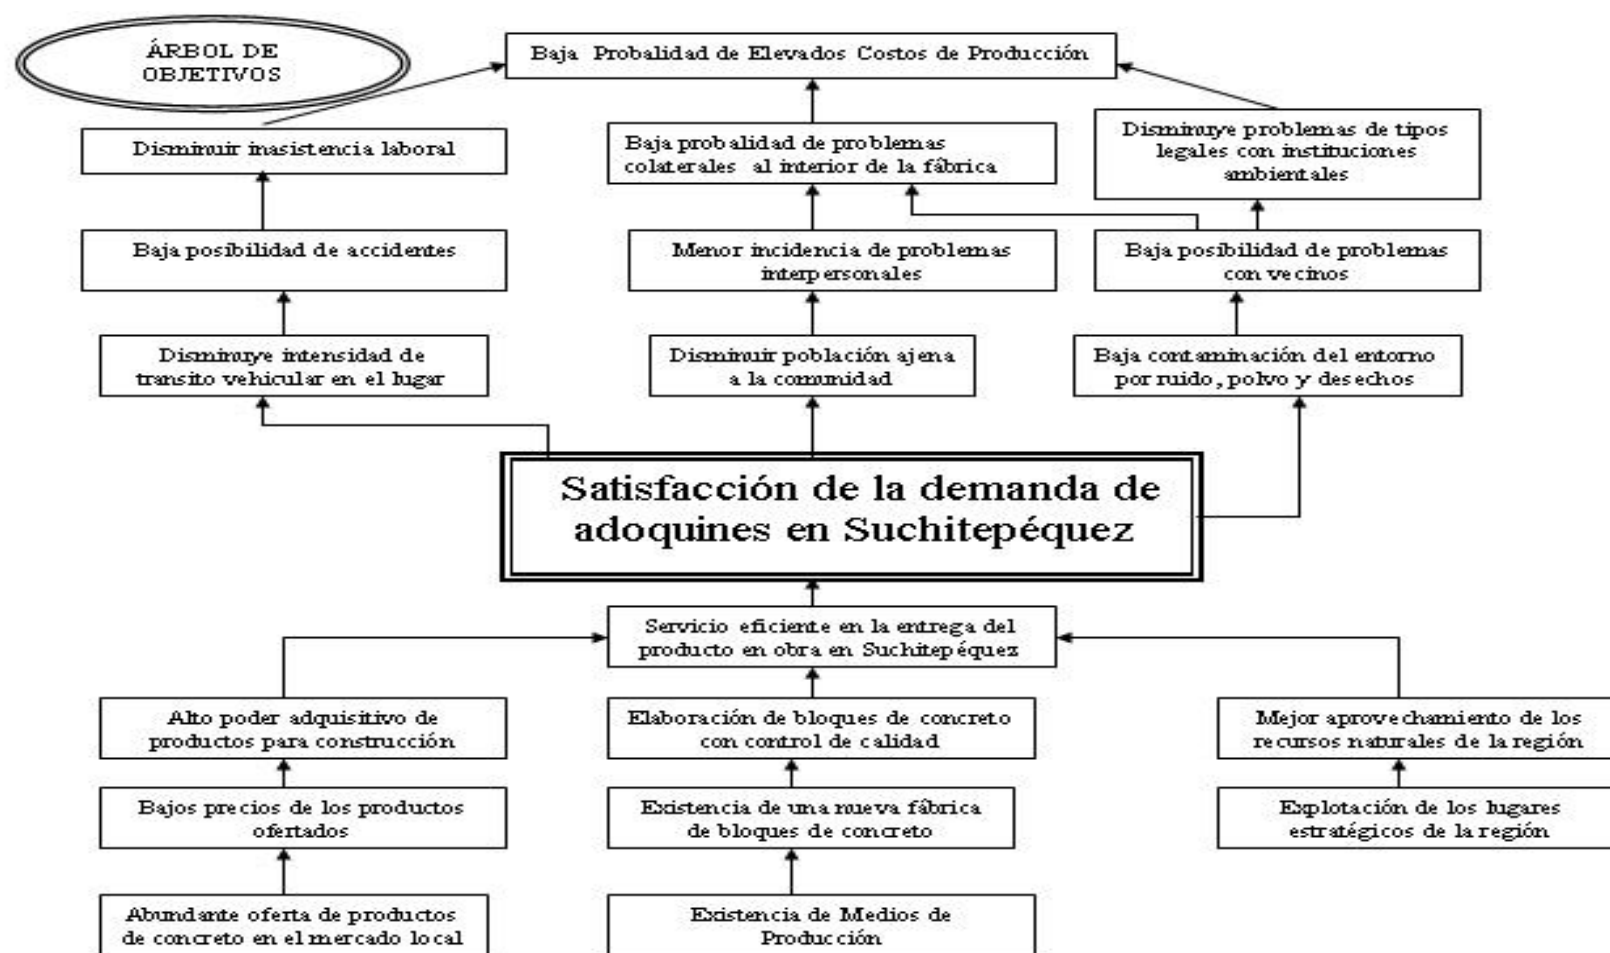 ÁRBOL DE
OBJETIVOS
Baja Probalidad de Elevados Costos de Producción
Disminuir inasistencia laboral
Baja probalidad de problemas
colaterales al interior de la fábrica
Disminuye problemas de tipos
legales con instituciones
ambientales
Baja posibilidad de accidentes
Menor incidencia de problemas
interpersonales
Baja posibilidad de problemas
con vecinos
Disminuye intensidad de
transito vehicular en el lugar
Disminuir población ajena
a la comunidad
Baja contaminación del entorno
por ruido, polvo y desechos
Satisfacción de la demanda de
adoquines en Suchitepéquez
Servicio eficiente en la entrega del
producto en obra en Suchitepéquez
Alto poder adquisitivo de
productos para construcción
Elaboración de bloques de concreto
con control de calidad
Mejor aprovechamiento de los
recursos naturales de la región
Bajos precios de los productos
ofertados
Existencia de una nueva fábrica
de bloques de concreto
Explotación de los lugares
estratégicos de la región
Abundante oferta de productos
de concreto en el mercado local
Existencia de Medios de
Producción